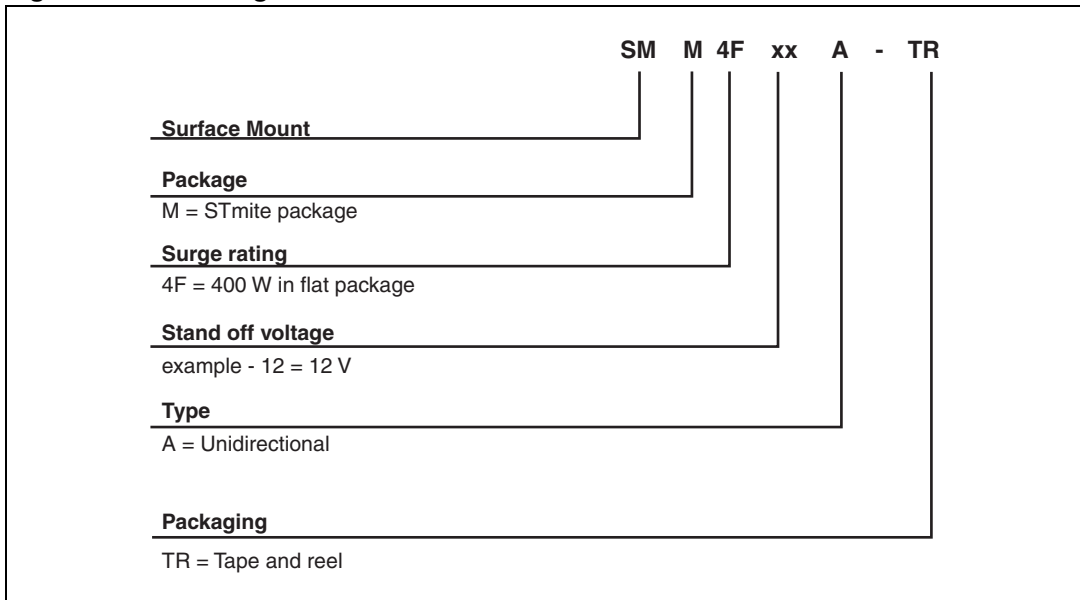 SM M 4F xx A - TR
Surface Mount
Package
M = STmite package
Surge rating
4F = 400 W in flat package
Stand off voltage
example - 12 = 12 V
Type
A = Unidirectional
Packaging
TR = Tape and reel